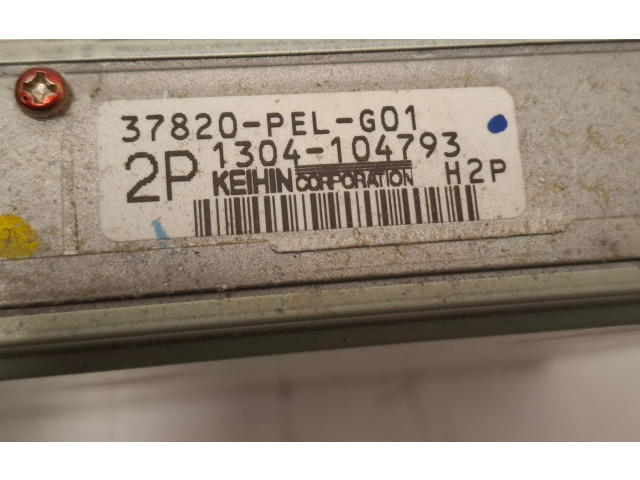 37820-PEL-G01
2P 1304-104793
KEIHIN CORPORATION H2P